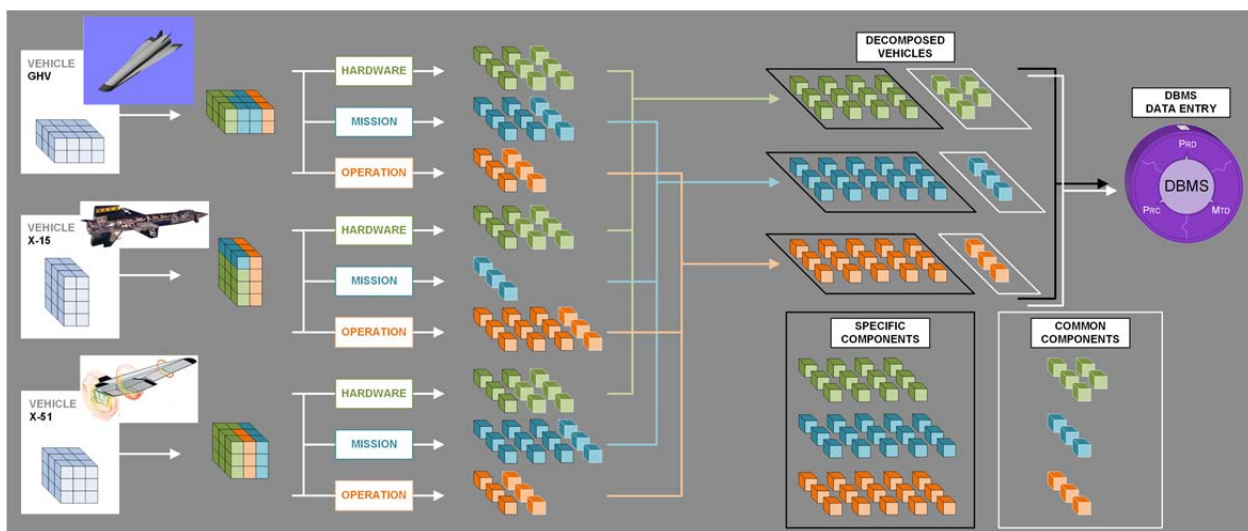 VEHICLE
GHV
HARDWARE
MISSION
OPERATION
VEHICLE
X-15
HARDWARE
MISSION
OPERATION
VEHICLE
X-51
HARDWARE
MISSION
OPERATION
DECOMPOSED
VEHICLES
DBMS
DATA ENTRY
PRD
DBMS
PRC
MTD
SPECIFIC
COMPONENTS
COMMON
COMPONENTS